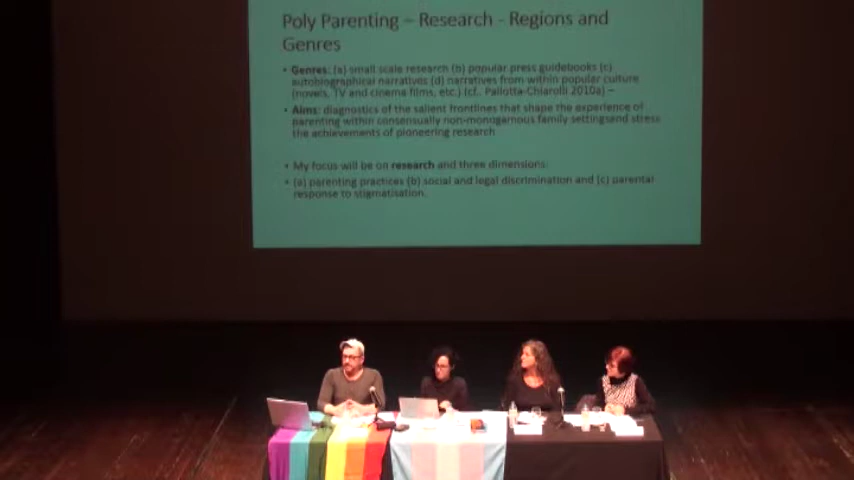 Poly Parenting – Research - Regions and
Genres
• Genres: (a) small scale research (b) popular press guidebooks (c)
autobiographical narratives (d) narratives from within popular culture
(novels, TV and cinema films, etc.) (cf. Pallotta-Chiarolli 2010a) –
• Aims: diagnostics of the salient frontlines that shape the experience of
parenting within consensually non-monogamous family settingsend stress
the achievements of pioneering research
• My focus will be on research and three dimensions:
• (a) parenting practices (b) social and legal discrimination and (c) parental
response to stigmatisation.